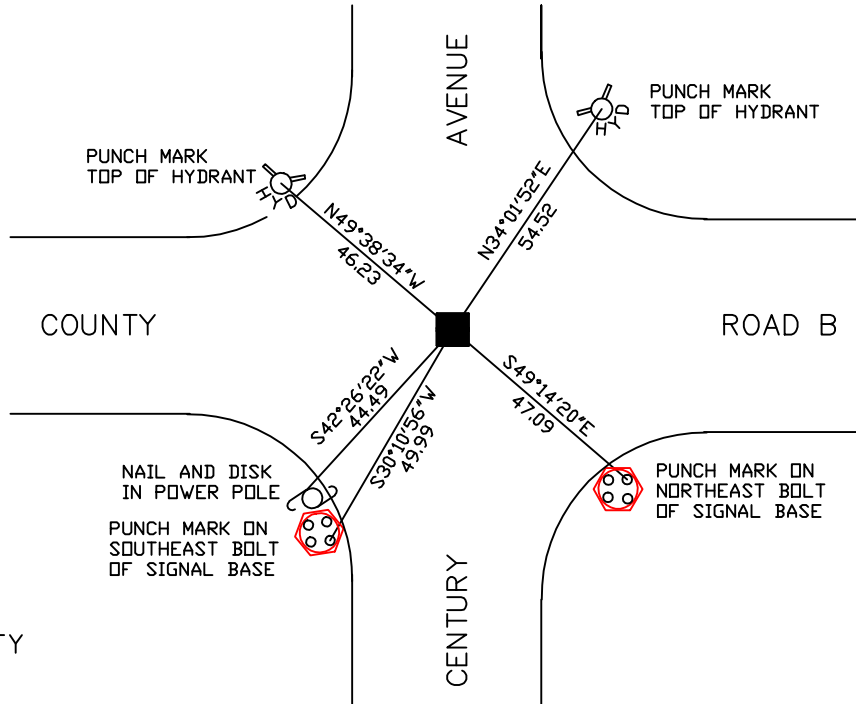 AVENUE
PUNCH MARK
TOP OF HYDRANT
HYD
PUNCH MARK
TOP OF HYDRANT
HYD
N34°01'52"E
54.52
N49°38'34"W
46.23
COUNTY
ROAD B
S42°26'22"W
44.49
S30°10'56"W
49.99
S49°14'20"E
47.09
NAIL AND DISK
IN POWER POLE
PUNCH MARK ON
NORTHEAST BOLT
OF SIGNAL BASE
PUNCH MARK ON
SOUTHEAST BOLT
OF SIGNAL BASE
CENTURY
TY